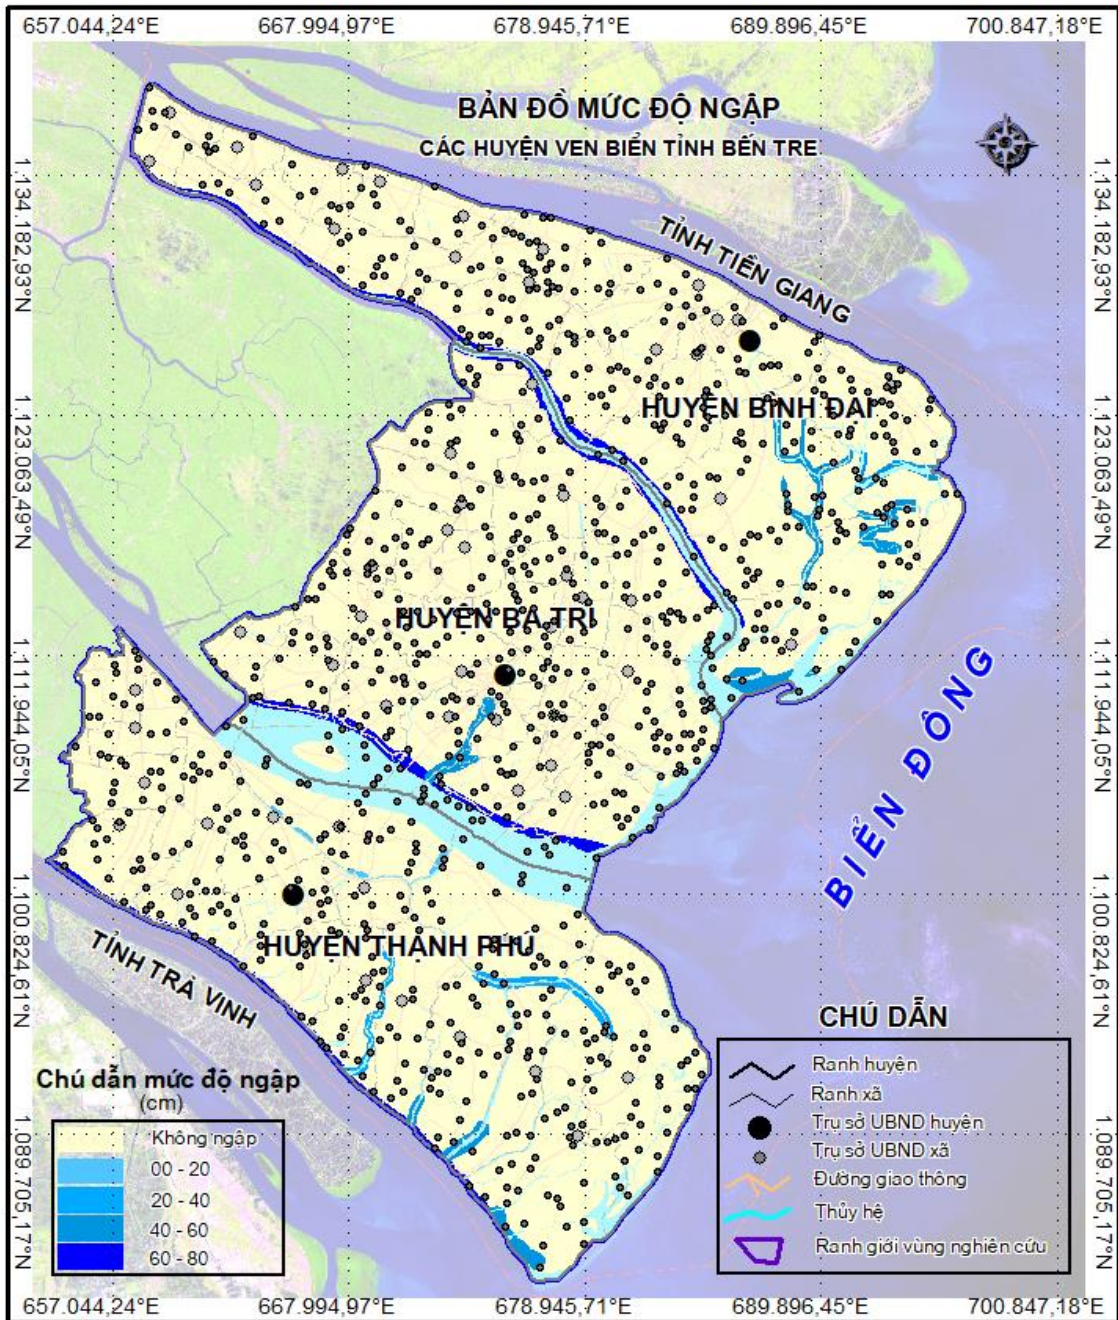 657.044,24°E 667.994,97°E 678.945,71°E 689.896,45°E 700.847,18°E
BẢN ĐỒ MỨC ĐỘ NGẬP
CÁC HUYỆN VEN BIỂN TỈNH BẾN TRE
1.134.182,93°N 1.134.182,93°N
TỈNH TIỀN GIANG
HUYỆN BÌNH ĐẠI
1.123.063,49°N 1.123.063,49°N
HUYỆN BA TRI
1.111.944,05°N 1.111.944,05°N
BIỂN ĐÔNG
1.100.824,61°N 1.100.824,61°N
HUYỆN THẠNH PHÚ
TỈNH TRÀ VINH
1.089.705,17°N 1.089.705,17°N
Chú dẫn mức độ ngập
(cm)
Không ngập
00 - 20
20 - 40
40 - 60
60 - 80
CHÚ DẪN
Ranh huyện
Ranh xã
Trụ sở UBND huyện
Trụ sở UBND xã
Đường giao thông
Thủy hệ
Ranh giới vùng nghiên cứu
657.044,24°E 667.994,97°E 678.945,71°E 689.896,45°E 700.847,18°E